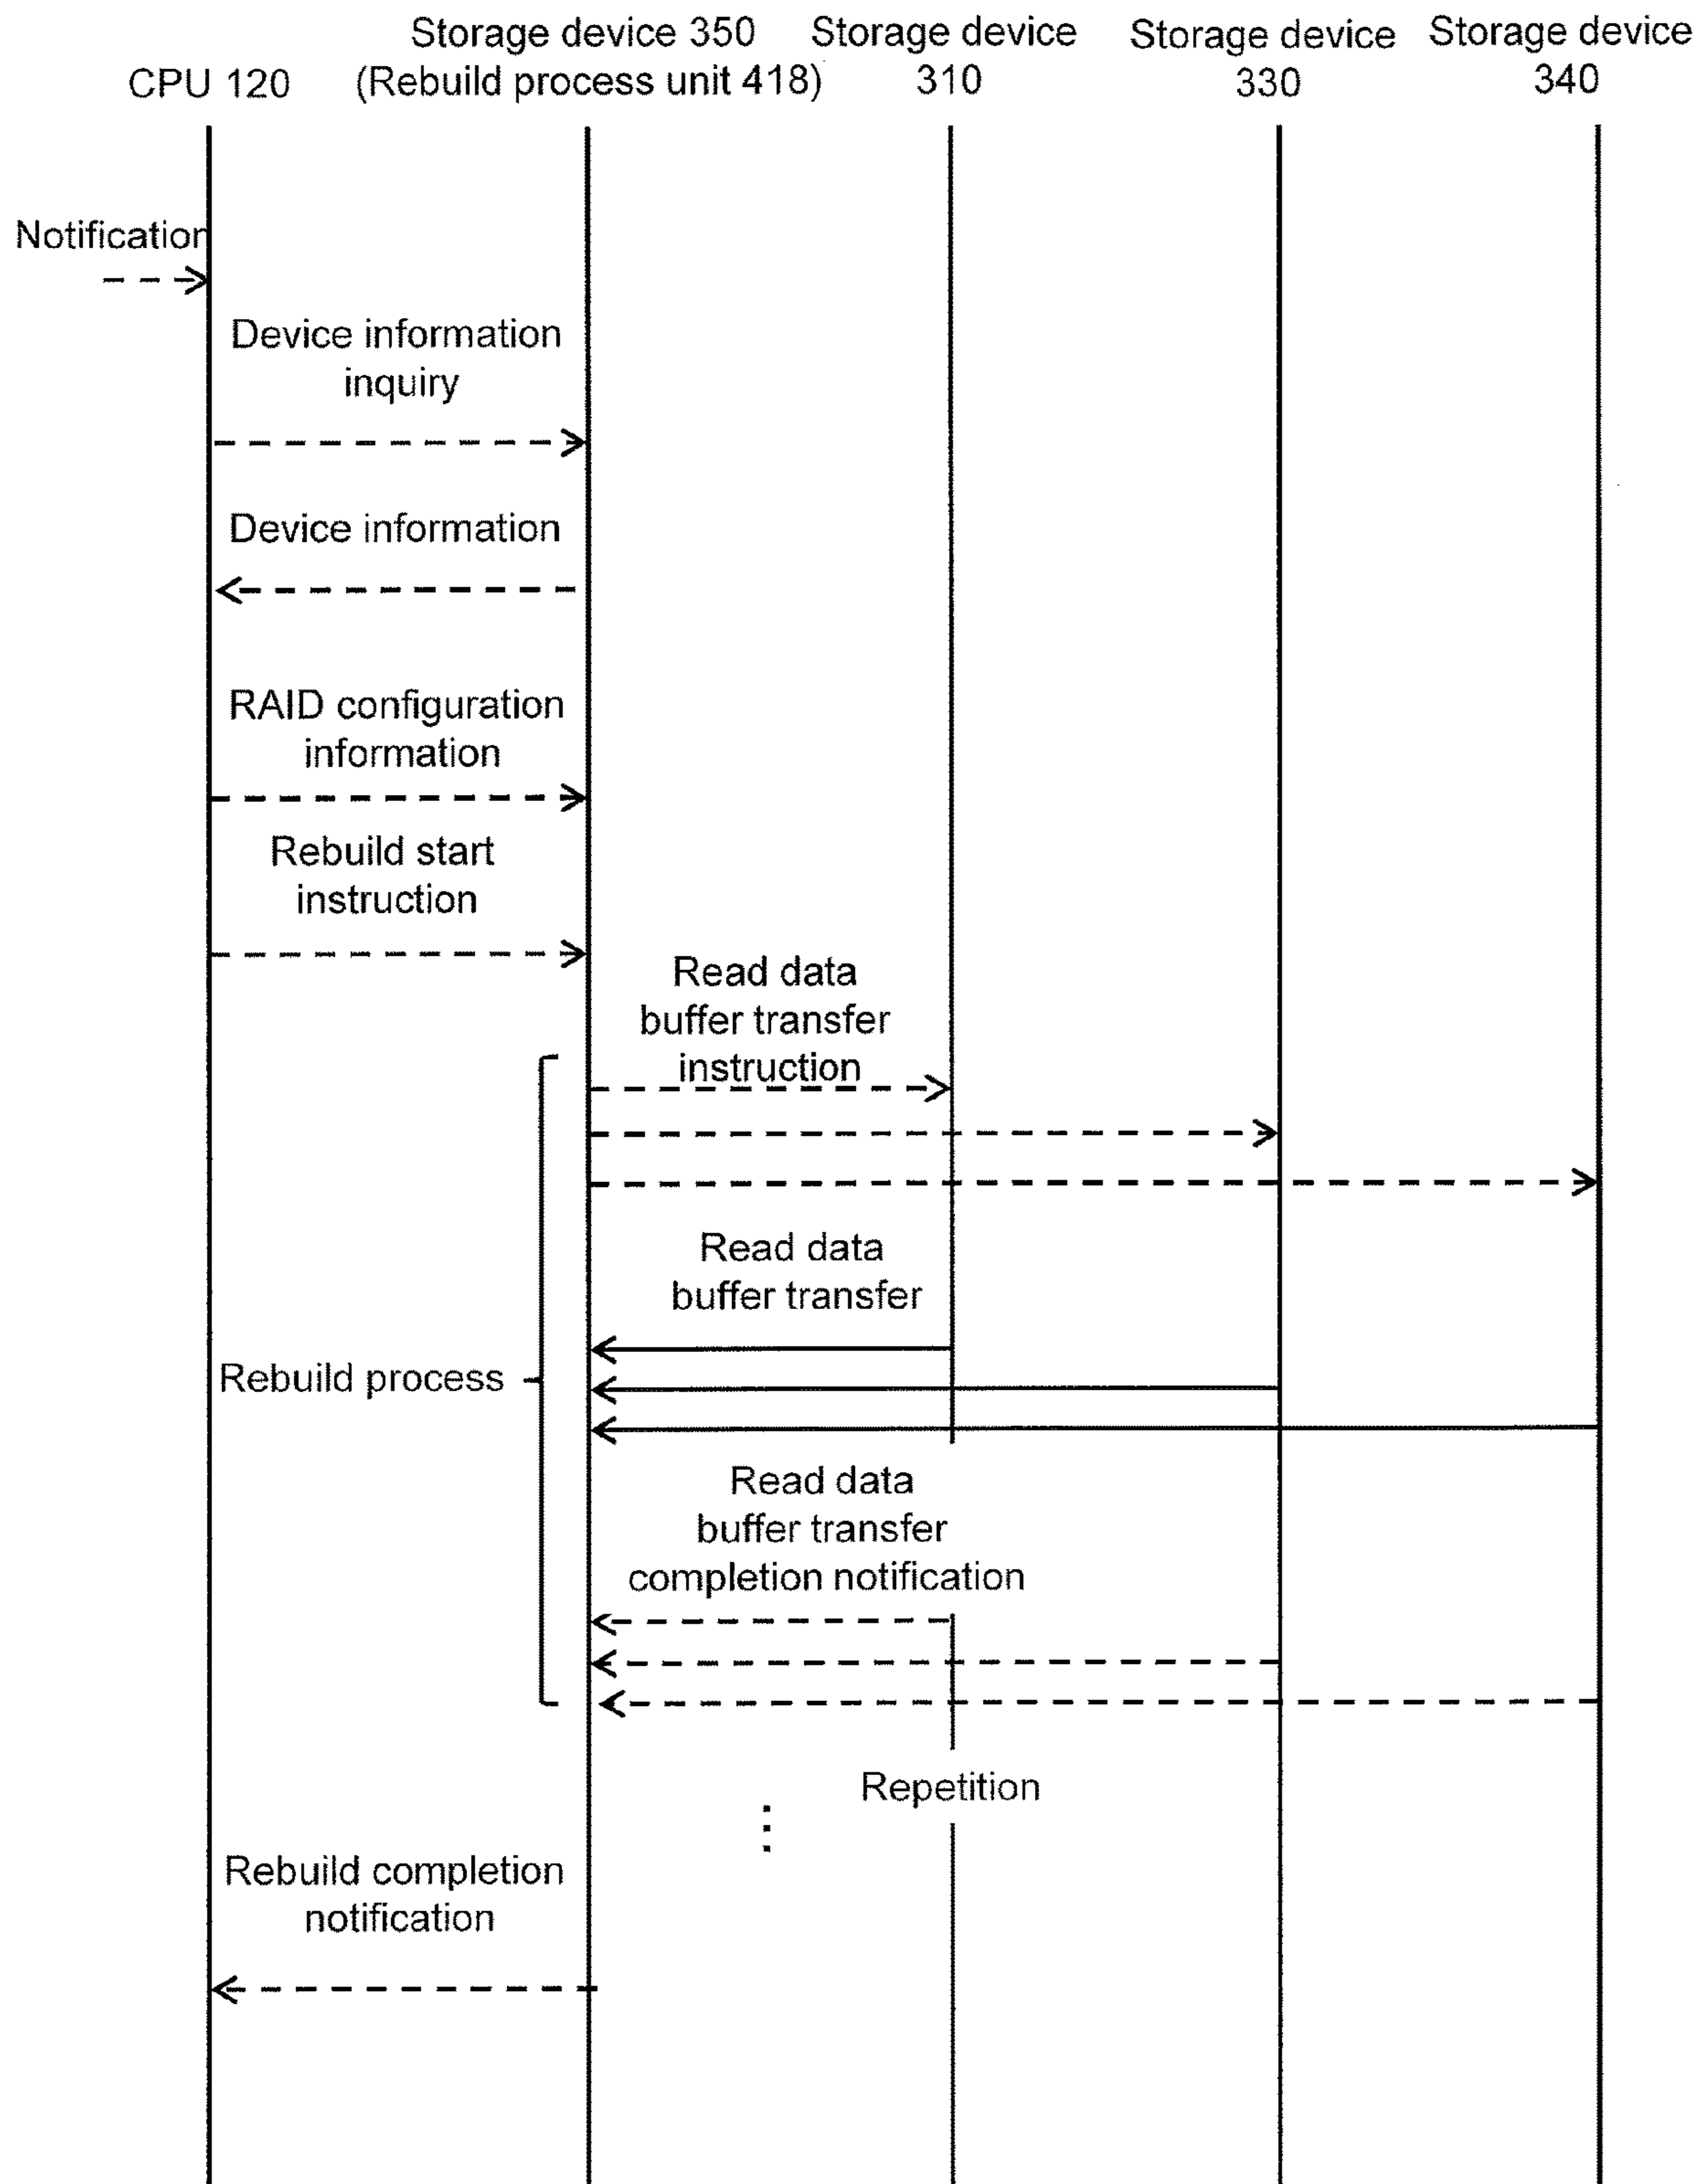 Storage device 350
(Rebuild process unit 418)
Storage device
310
Storage device
330
Storage device
340
CPU 120
Notification
Device information
inquiry
Device information
RAID configuration
information
Rebuild start
instruction
Read data
buffer transfer
instruction
Read data
buffer transfer
Rebuild process
Read data
buffer transfer
completion notification
Repetition
Rebuild completion
notification